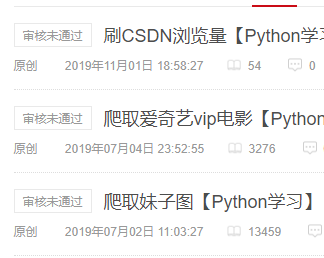 审核未通过 刷CSDN浏览量【Python学习
原创 2019年11月01日 18:58:27 54 0
审核未通过 爬取爱奇艺vip电影【Python
原创 2019年07月04日 23:52:55 3276
审核未通过 爬取妹子图【Python学习】
原创 2019年07月02日 11:03:27 13459